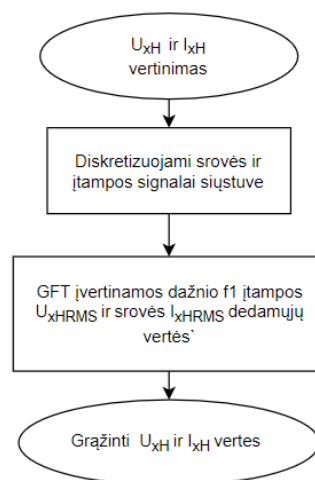 UxH ir IxH
vertinimas
Diskretizuojami srovės ir
įtampos signalai siųstuve
GFT įvertinamos dažnio f1 įtampos
UxHRMS ir srovės IxHRMS dedamųjų
vertės`
Grąžinti UxH ir IxH vertes